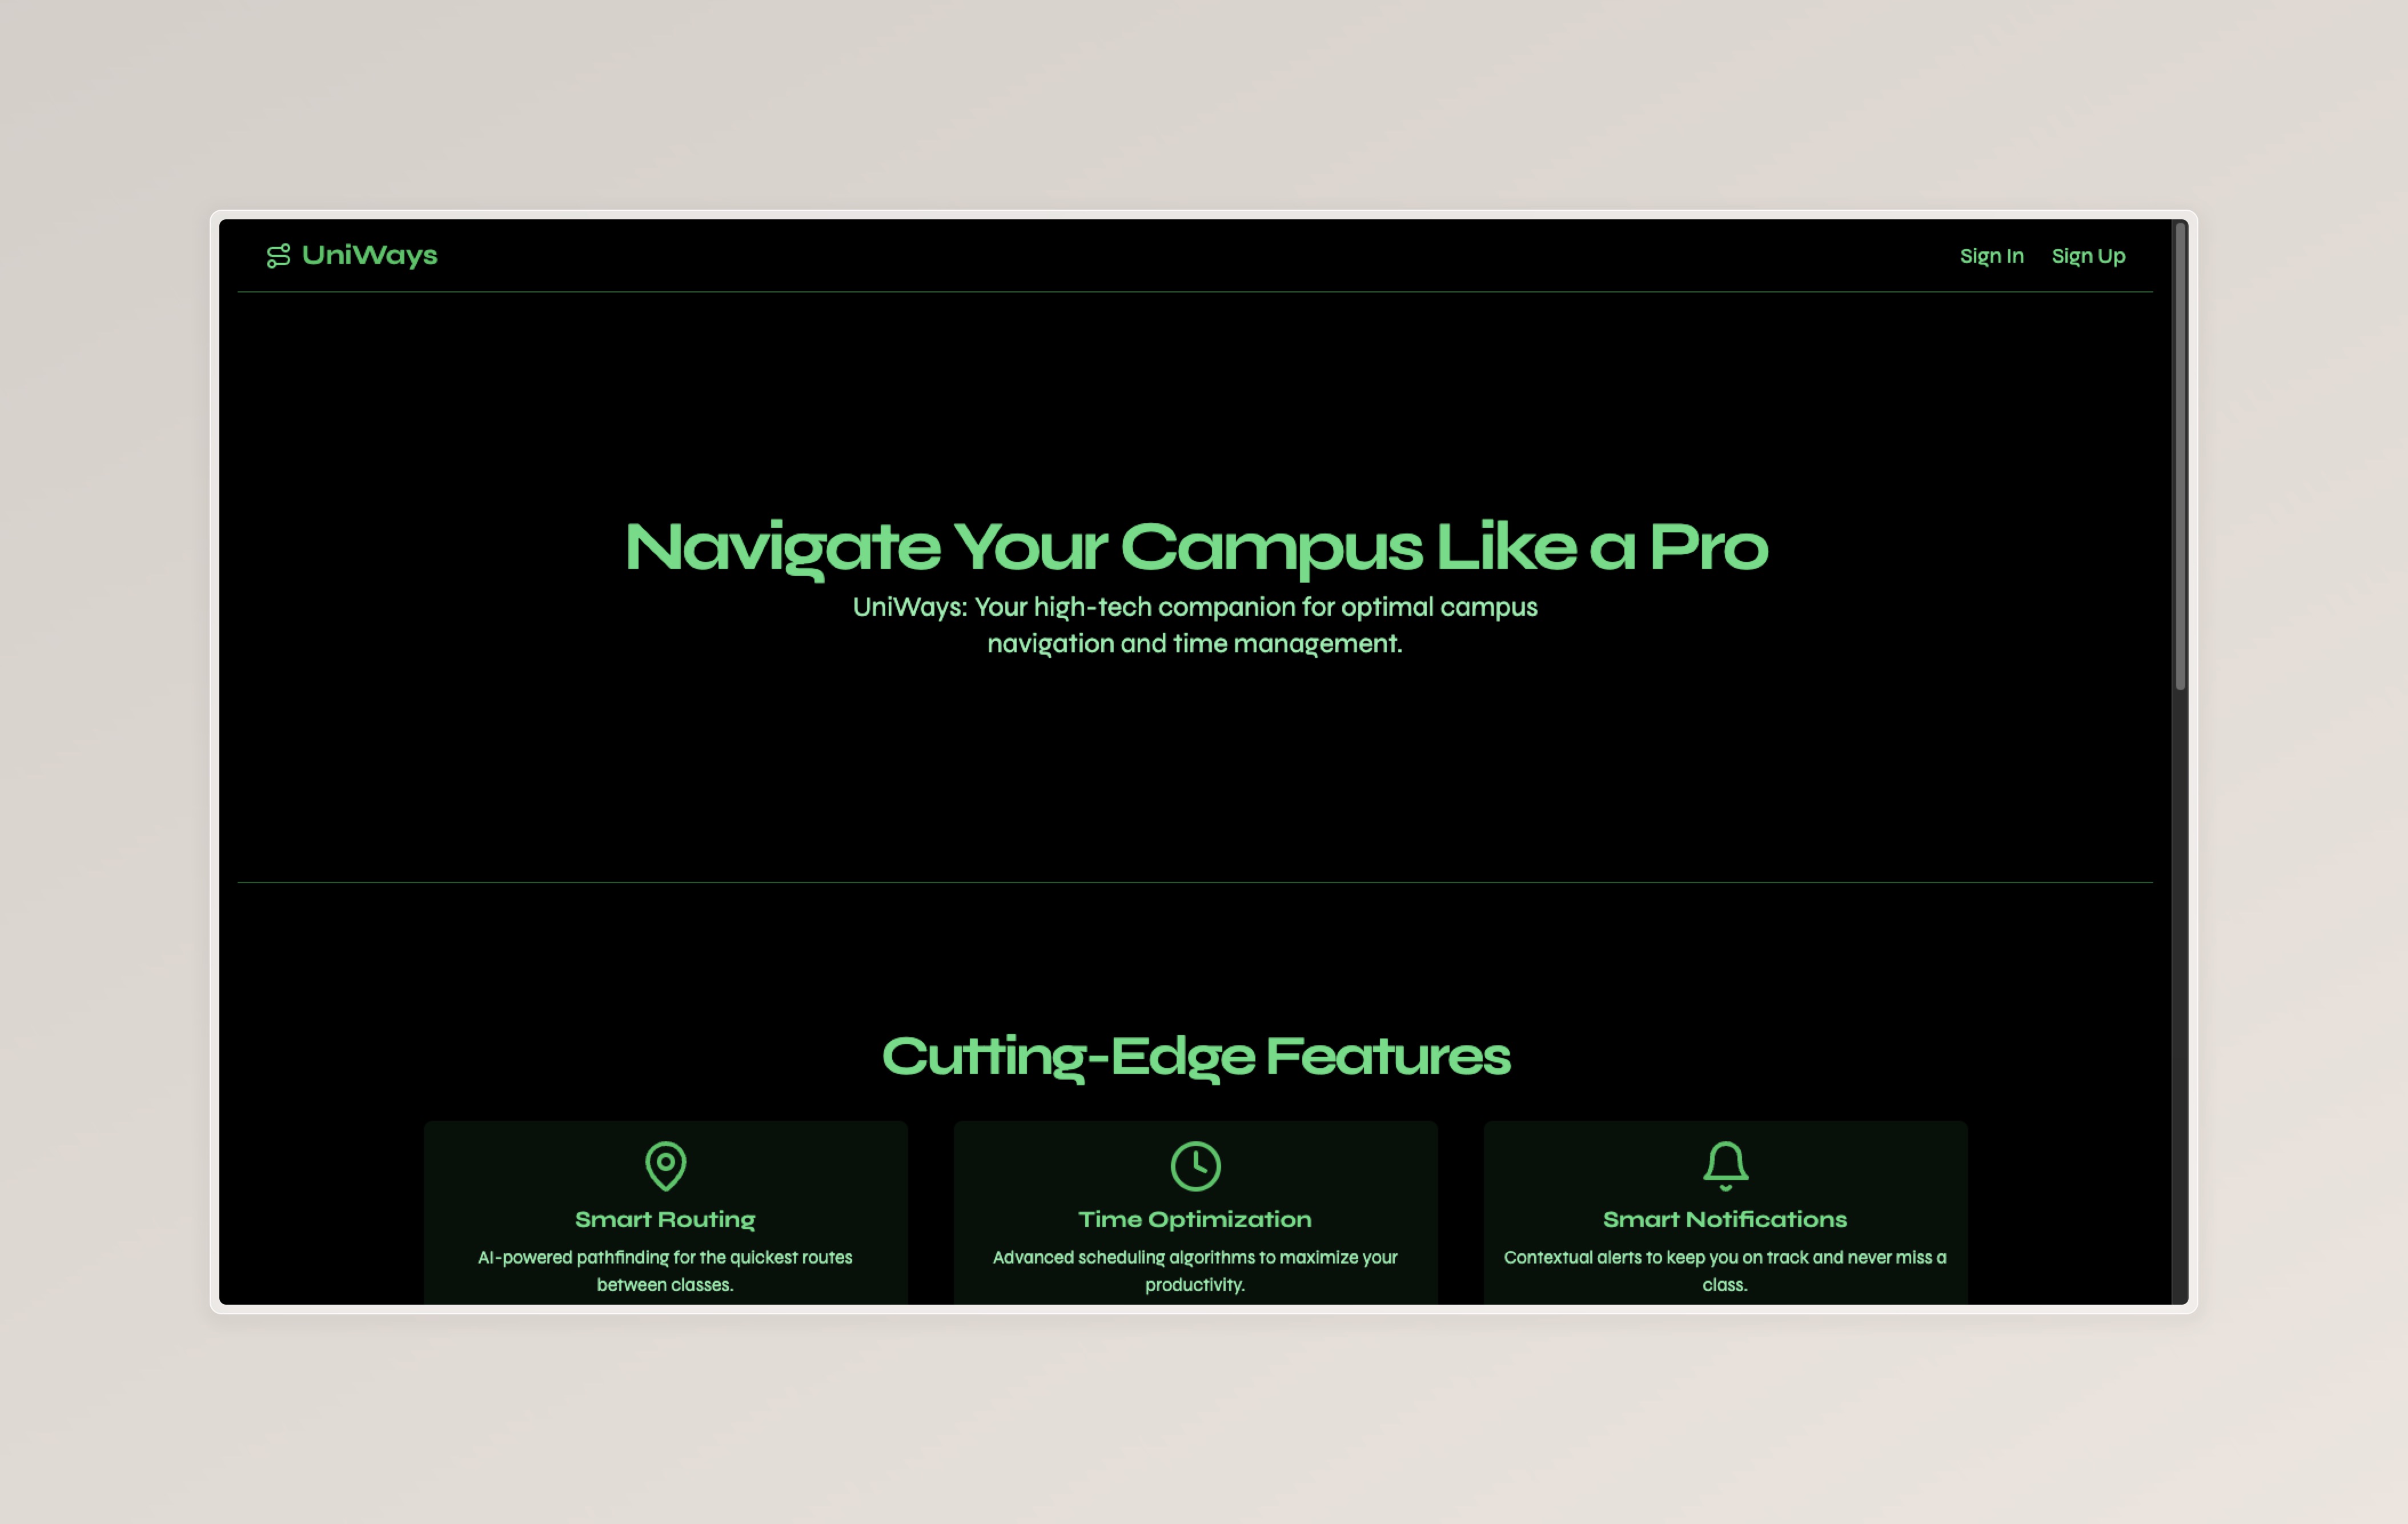 UniWays
Sign In
Sign Up
Navigate Your Campus Like a Pro
UniWays: Your high-tech companion for optimal campus
navigation and time management.
Cutting-Edge Features
Smart Routing
AI-powered pathfinding for the quickest routes
between classes.
Time Optimization
Advanced scheduling algorithms to maximize your
productivity.
Smart Notifications
Contextual alerts to keep you on track and never miss a
class.